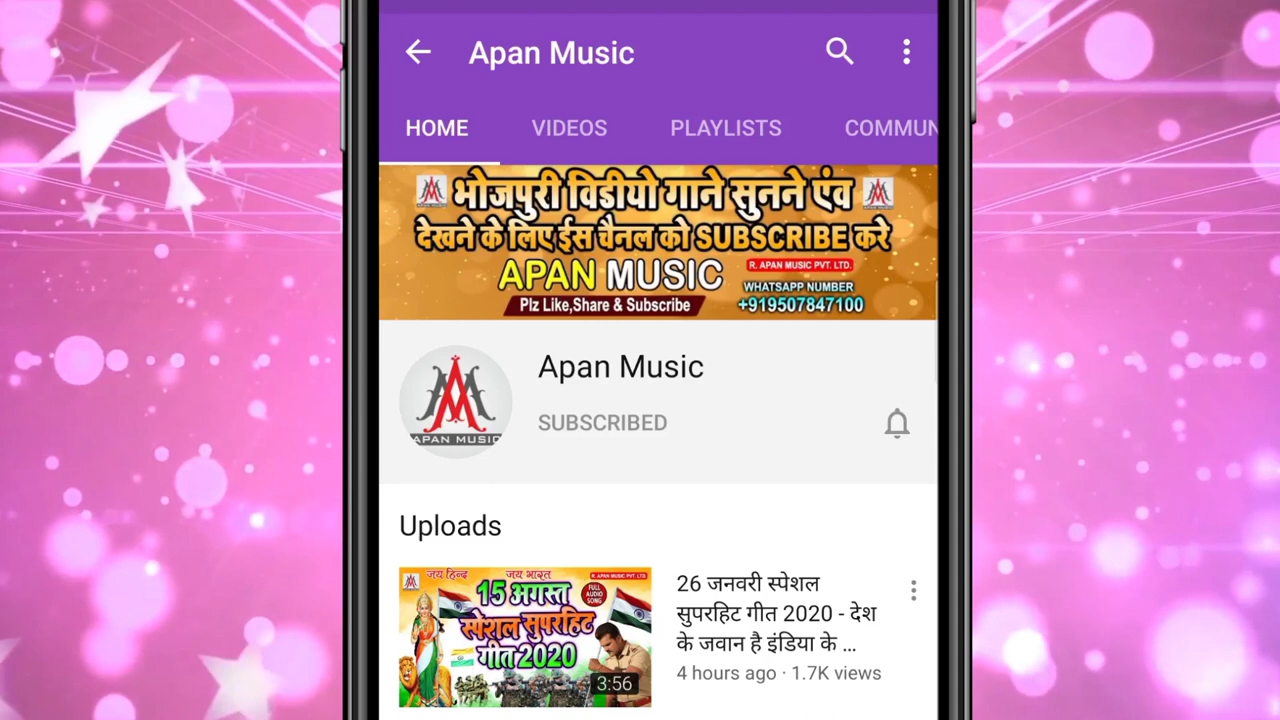 Apan Music
HOME VIDEOS PLAYLISTS COMMUN
भोजपुरी विडीयो गाने सुनने एंव
देखने के लिए ईस चैनल को SUBSCRIBE करे
APAN MUSIC
R. APAN MUSIC PVT. LTD.
WHATSAPP NUMBER
+919507847100
Plz Like,Share & Subscribe
Apan Music
SUBSCRIBED
APAN MUSIC
Uploads
जय हिन्द जय भारत
R. APAN MUSIC PVT. LTD
15 अगस्त
FULL AUDIO SONG
स्पेशल सुपरहिट
गीत 2020
3:56
26 जनवरी स्पेशल
सुपरहिट गीत 2020 - देश
के जवान है इंडिया के ...
4 hours ago · 1.7K views